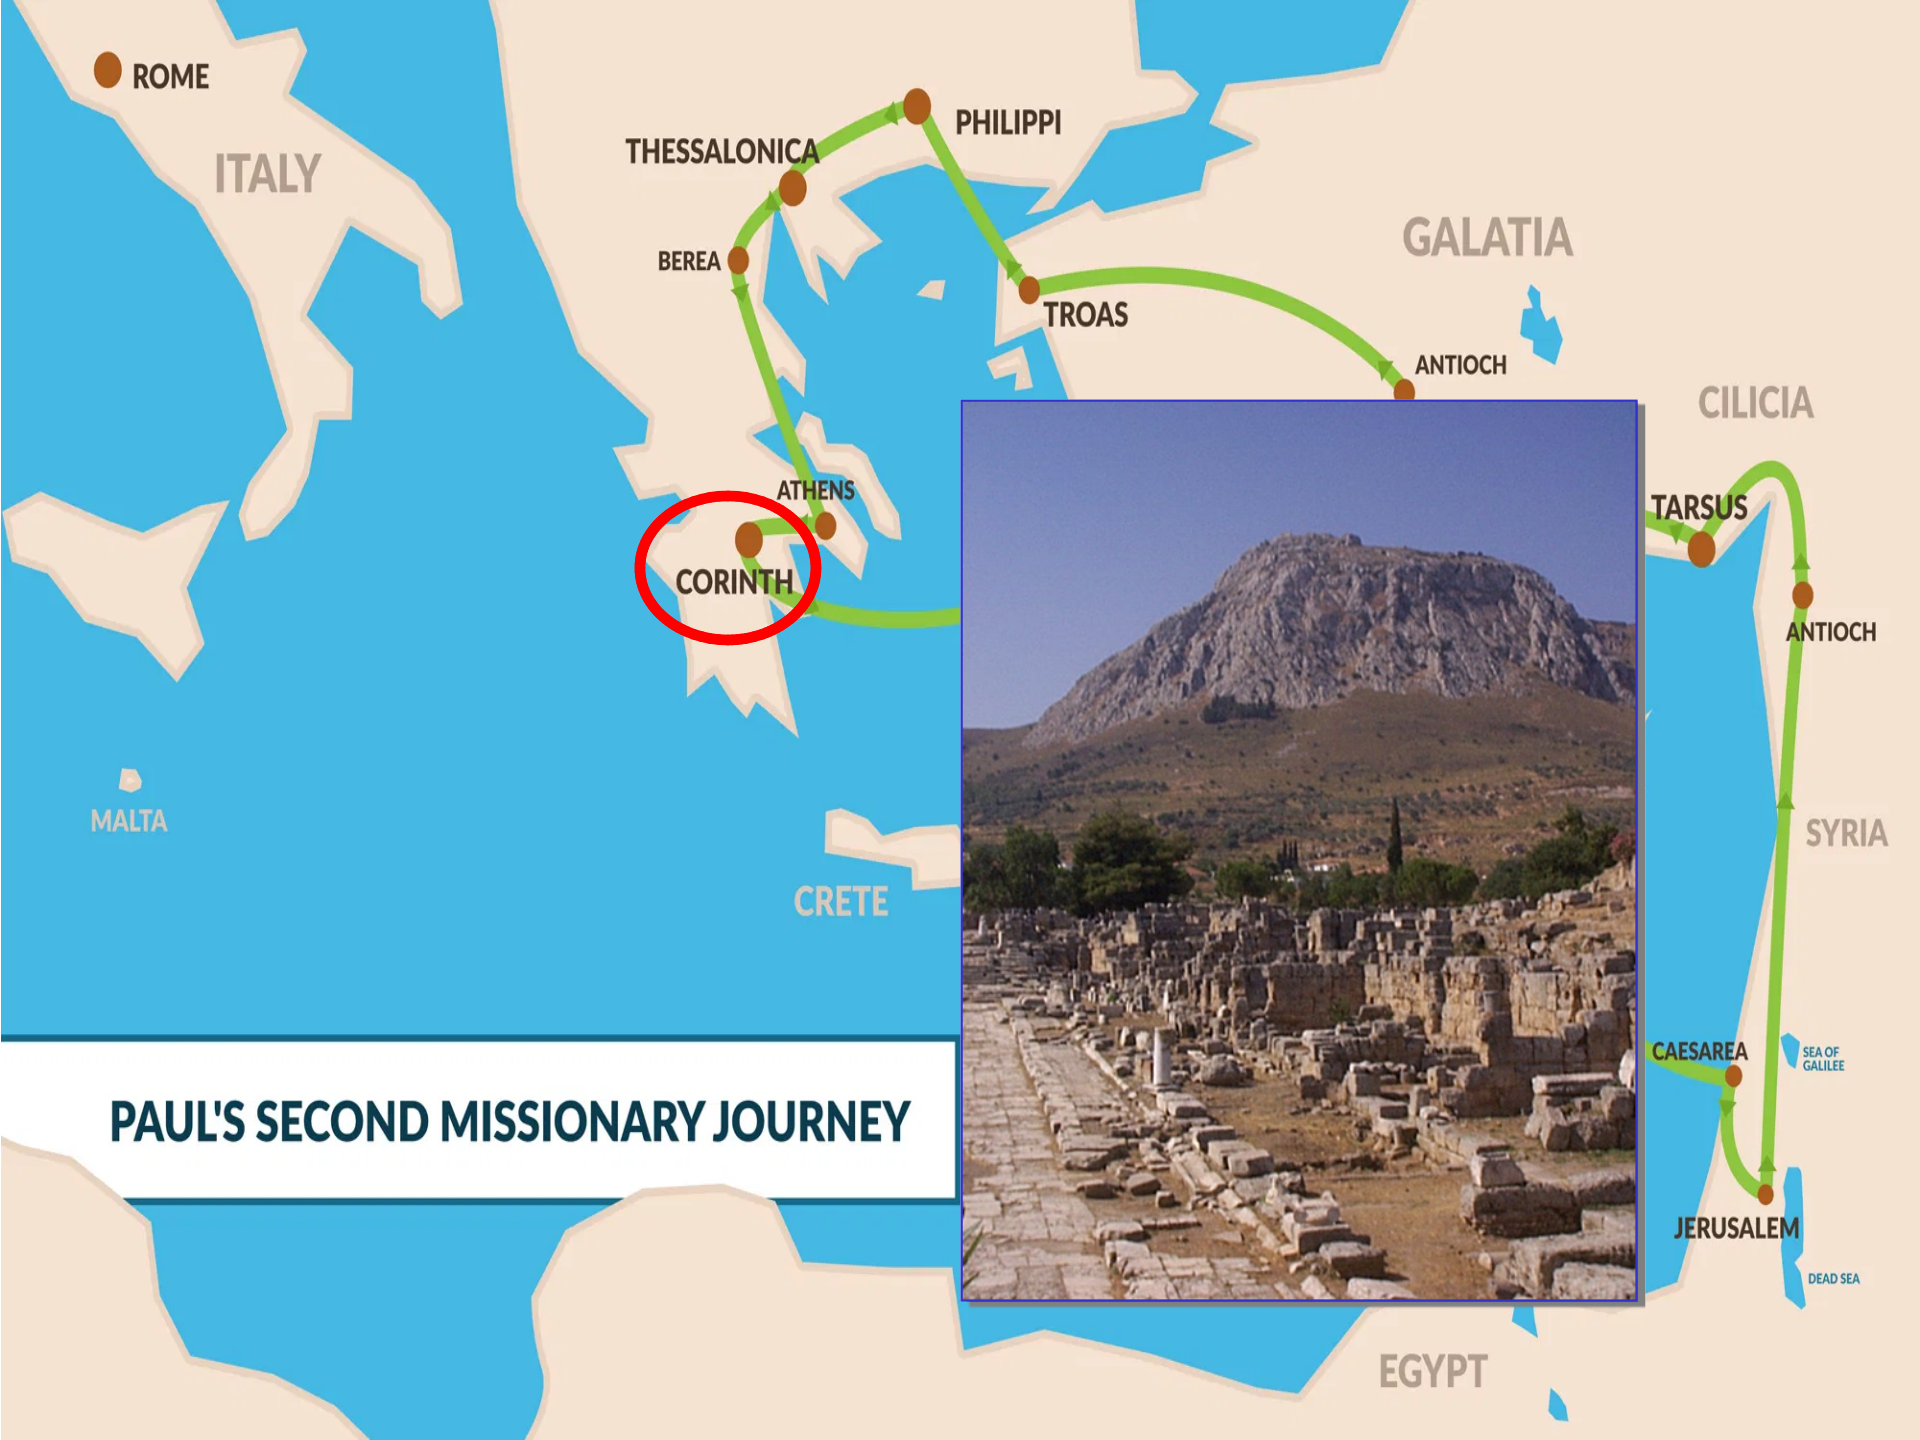 ROME
ITALY
PHILIPPI
THESSALONICA
BEREA
GALATIA
TROAS
ANTIOCH
CILICIA
ATHENS
TARSUS
CORINTH
ANTIOCH
MALTA
SYRIA
CRETE
CAESAREA
SEA OF
GALILEE
PAUL'S SECOND MISSIONARY JOURNEY
JERUSALEM
DEAD SEA
EGYPT